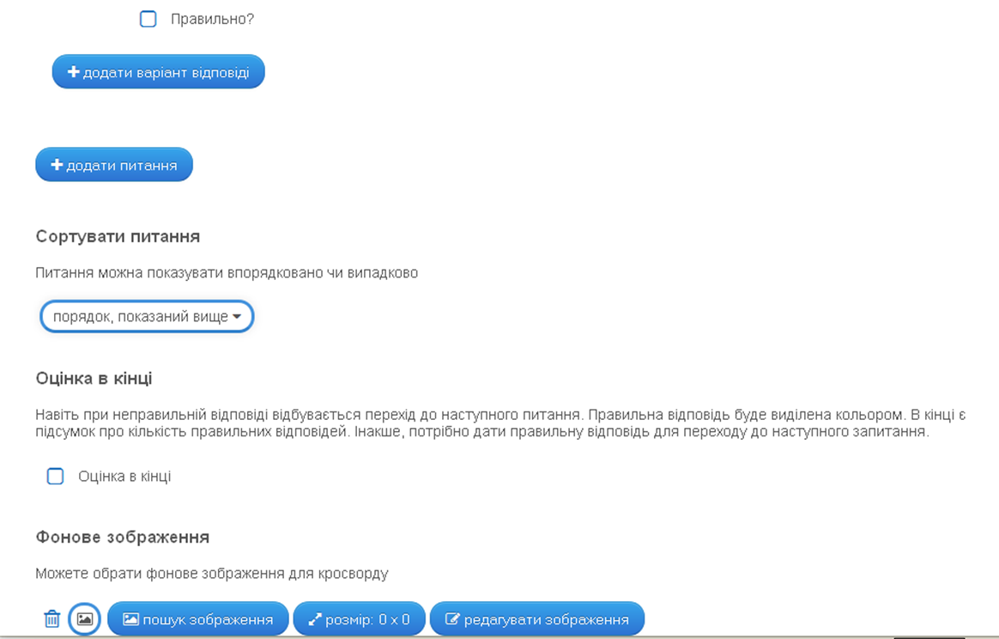 Правильно?
додати варіант відповіді
додати питання
Сортувати питання
Питання можна показувати впорядковано чи випадково
порядок, показаний вище
Оцінка в кінці
Навіть при неправильній відповіді відбувається перехід до наступного питання. Правильна відповідь буде виділена кольором. В кінці є
підсумок про кількість правильних відповідей. Інакше, потрібно дати правильну відповідь для переходу до наступного запитання.
Оцінка в кінці
Фонове зображення
Можете обрати фонове зображення для кросворду
пошук зображення розмір: 0 x 0 редагувати зображення